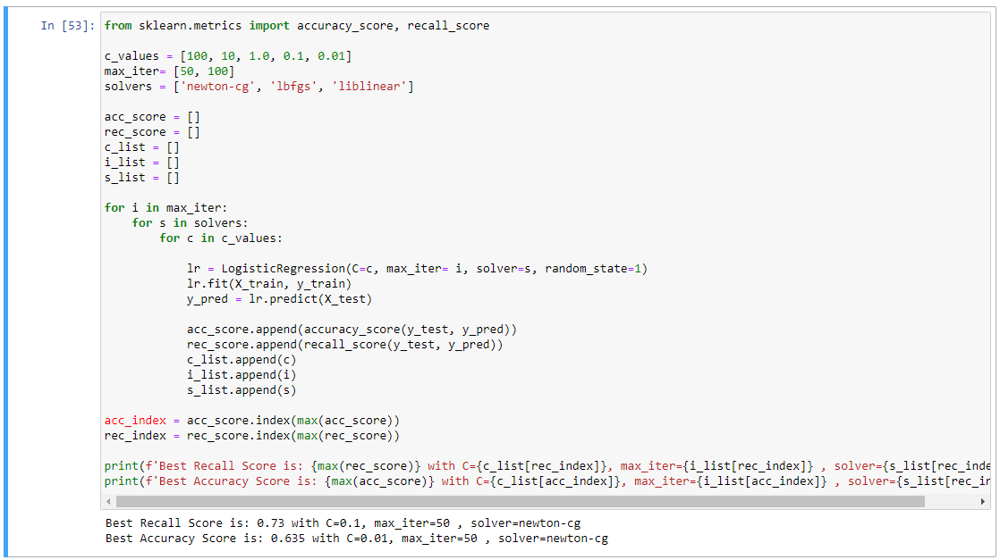 In [53]: from sklearn.metrics import accuracy_score, recall_score
c_values = [100, 10, 1.0, 0.1, 0.01]
max_iter= [50, 100]
solvers = ['newton-cg', 'lbfgs', 'liblinear']
acc_score = []
rec_score = []
c_list = []
i_list = []
s_list = []
for i in max_iter:
    for s in solvers:
        for c in c_values:
            lr = LogisticRegression(C=c, max_iter= i, solver=s, random_state=1)
            lr.fit(X_train, y_train)
            y_pred = lr.predict(X_test)
            acc_score.append(accuracy_score(y_test, y_pred))
            rec_score.append(recall_score(y_test, y_pred))
            c_list.append(c)
            i_list.append(i)
            s_list.append(s)
acc_index = acc_score.index(max(acc_score))
rec_index = rec_score.index(max(rec_score))
print(f'Best Recall Score is: {max(rec_score)} with C={c_list[rec_index]}, max_iter={i_list[rec_index]} , solver={s_list[rec_inde
print(f'Best Accuracy Score is: {max(acc_score)} with C={c_list[acc_index]}, max_iter={i_list[acc_index]} , solver={s_list[rec_in
Best Recall Score is: 0.73 with C=0.1, max_iter=50 , solver=newton-cg
Best Accuracy Score is: 0.635 with C=0.01, max_iter=50 , solver=newton-cg